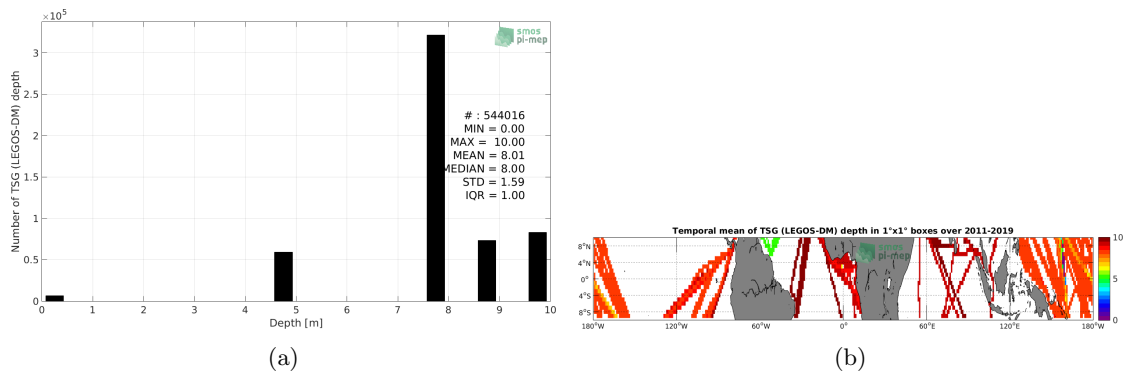 ×10⁵
smos
pi-mep
3
2.5
2
1.5
1
0.5
0
Number of TSG (LEGOS-DM) depth
# : 544016
MIN = 0.00
MAX = 10.00
MEAN = 8.01
MEDIAN = 8.00
STD = 1.59
IQR = 1.00
0 1 2 3 4 5 6 7 8 9 10
Depth [m]
(a)
Temporal mean of TSG (LEGOS-DM) depth in 1°x1° boxes over 2011-2019
smos
pi-mep
8°N
4°N
0°
4°S
8°S
180°W 120°W 60°W 0° 60°E 120°E 180°W
10
5
0
(b)